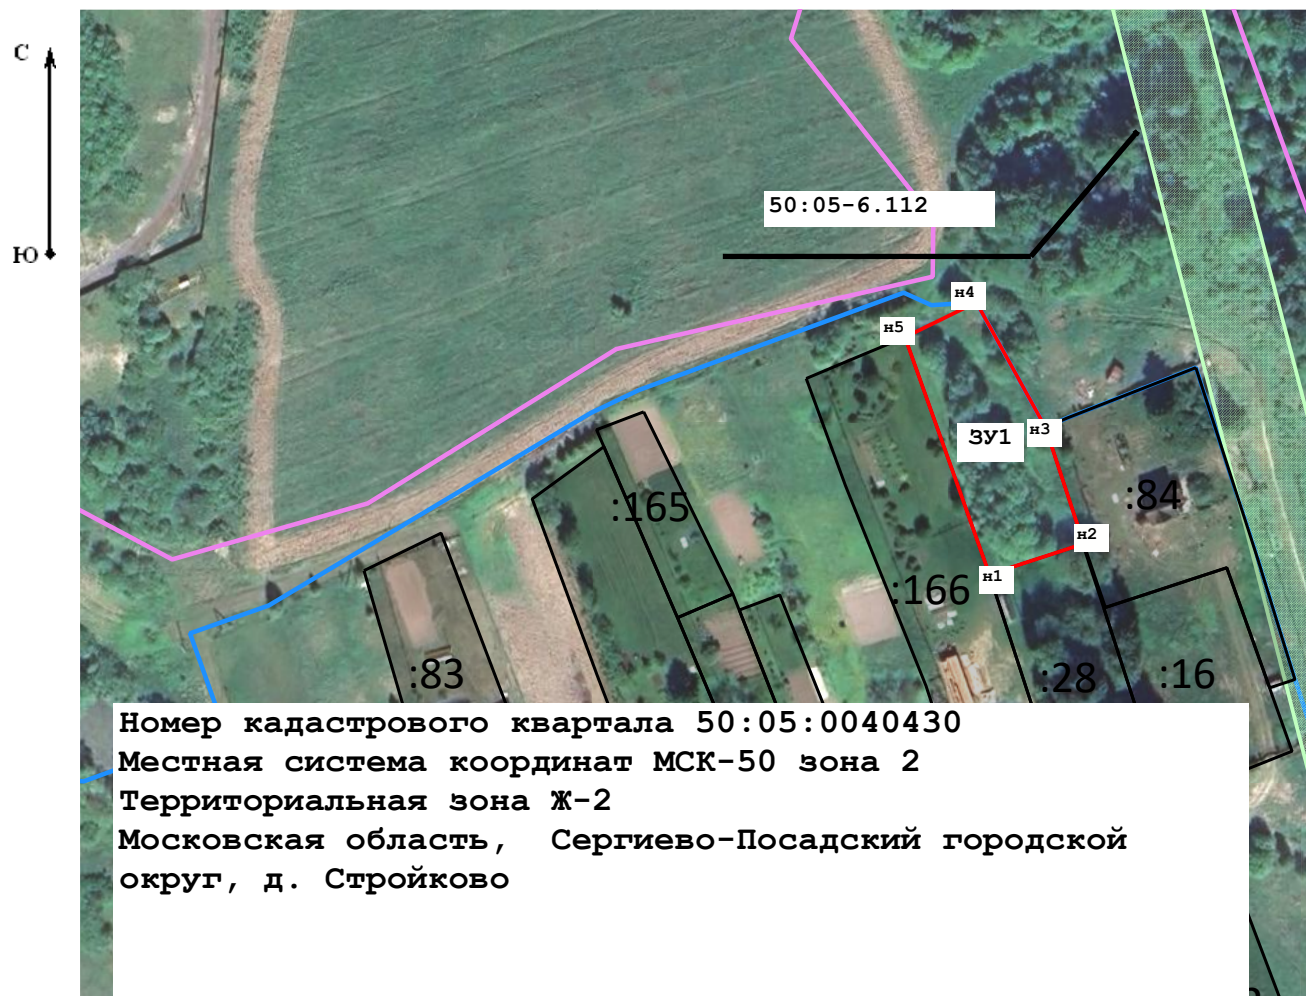 С
Ю
50:05-6.112
н4
н5
ЗУ1
н3
:84
:165
н2
н1
:166
:83
:28
:16
Номер кадастрового квартала 50:05:0040430
Местная система координат МСК-50 зона 2
Территориальная зона Ж-2
Московская область,  Сергиево-Посадский городской
округ, д. Стройково